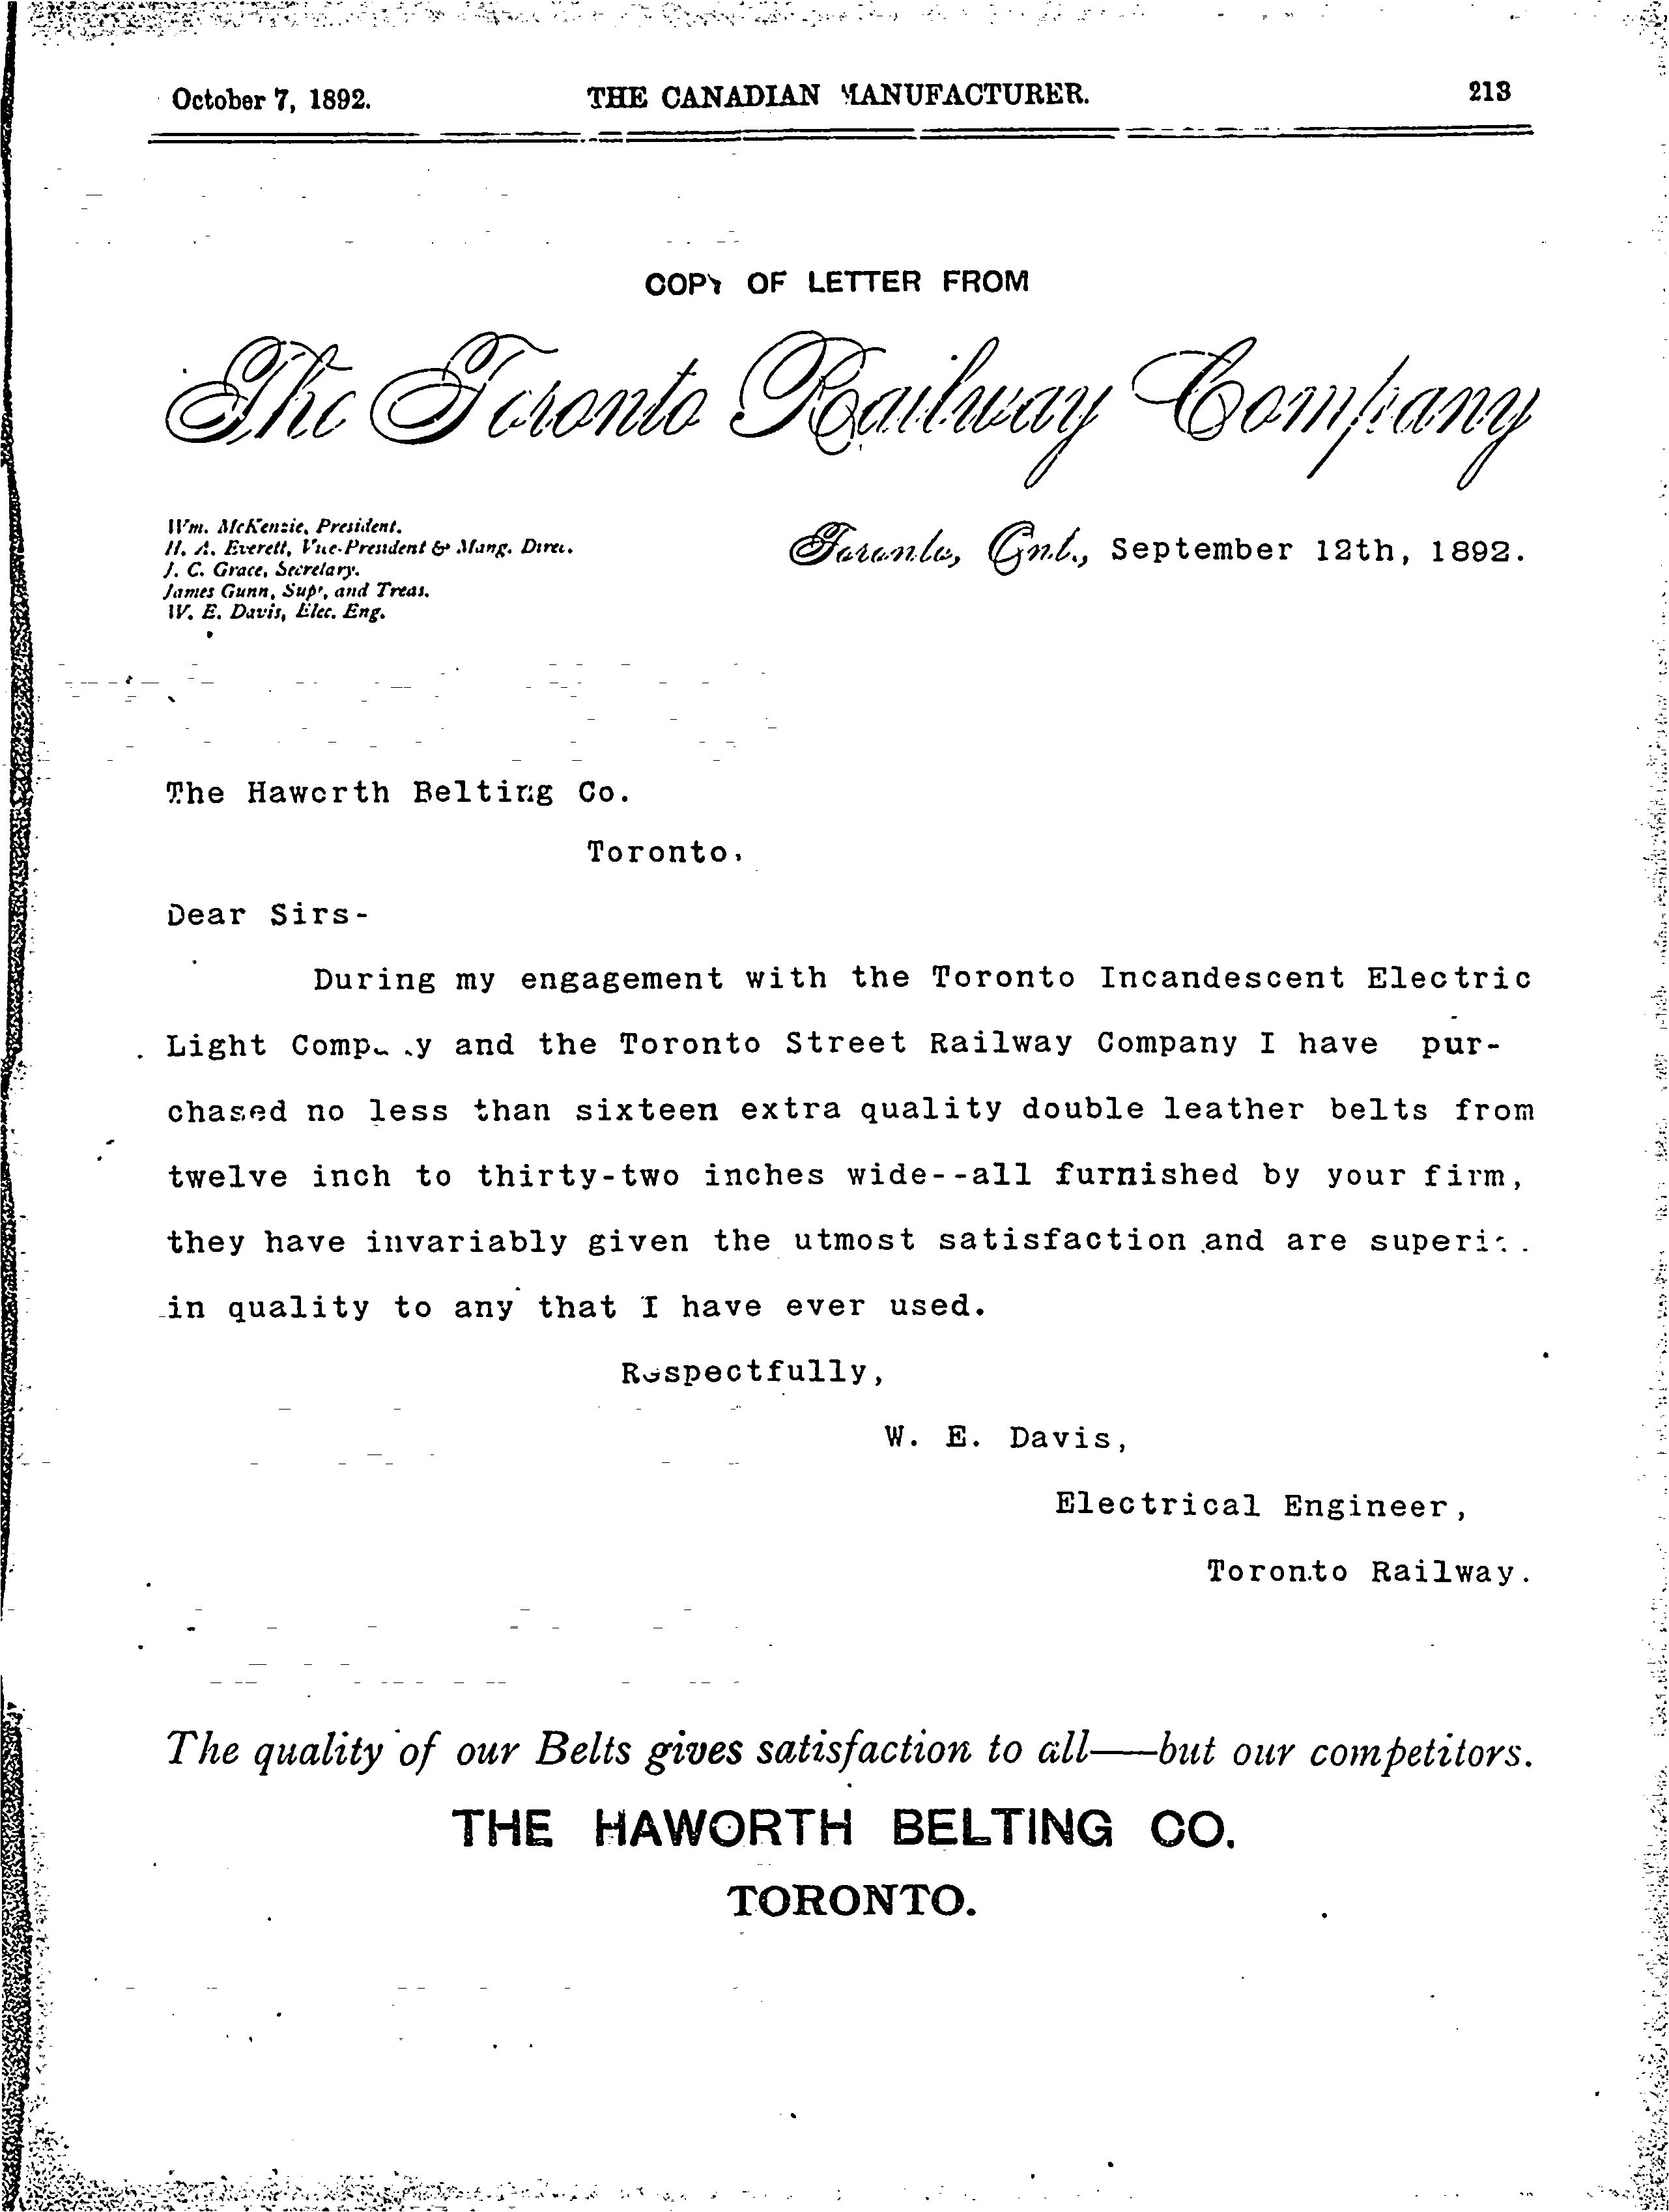 October 7, 1892. THE CANADIAN MANUFACTURER. 213
COPY OF LETTER FROM
The Toronto Railway Company
Wm. McKenzie, President.
H. A. Everett, Vice-President & Mang. Direc.
J. C. Grace, Secretary.
James Gunn, Supt, and Treas.
W. E. Davis, Elec. Eng.
Toronto, Ont., September 12th, 1892.
The Haworth Belting Co.
Toronto,
Dear Sirs-
During my engagement with the Toronto Incandescent Electric
Light Company and the Toronto Street Railway Company I have pur-
chased no less than sixteen extra quality double leather belts from
twelve inch to thirty-two inches wide--all furnished by your firm,
they have invariably given the utmost satisfaction and are superior
in quality to any that I have ever used.
Respectfully,
W. E. Davis,
Electrical Engineer,
Toronto Railway.
The quality of our Belts gives satisfaction to all—but our competitors.
THE HAWORTH BELTING CO.
TORONTO.